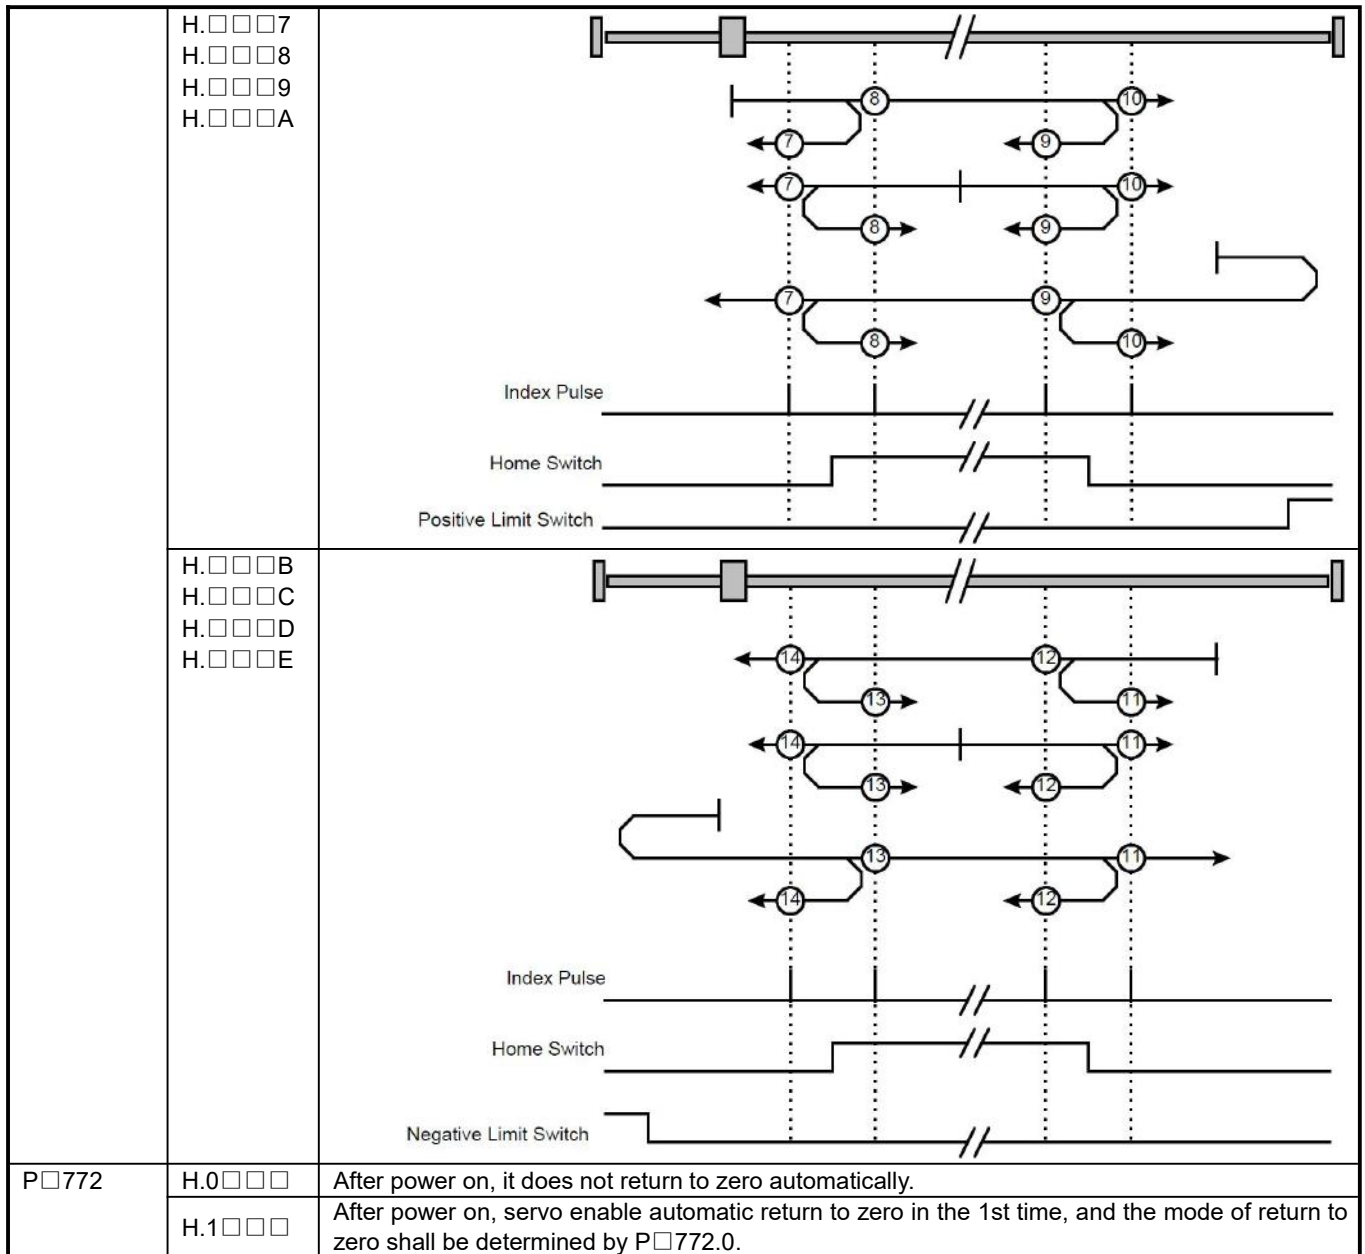 H.□□□7
H.□□□8
H.□□□9
H.□□□A
8
10
7
9
7
10
8
9
7
9
8
10
Index Pulse
Home Switch
Positive Limit Switch
H.□□□B
H.□□□C
H.□□□D
H.□□□E
14
12
13
11
14
11
13
12
13
11
14
12
Index Pulse
Home Switch
Negative Limit Switch
P□772
H.0□□□
After power on, it does not return to zero automatically.
H.1□□□
After power on, servo enable automatic return to zero in the 1st time, and the mode of return to
zero shall be determined by P□772.0.